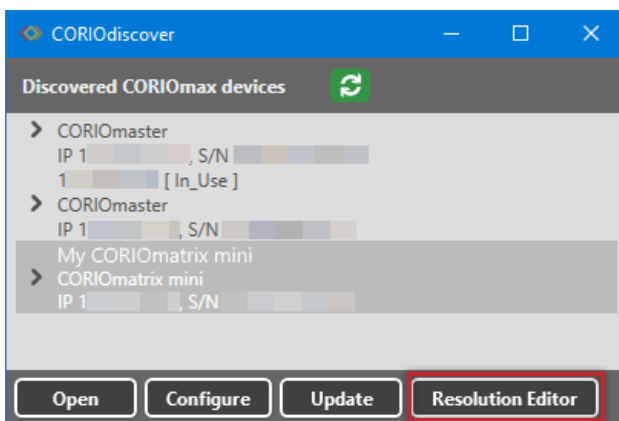 CORIOdiscover
Discovered CORIOmax devices
CORIOmaster
IP 1 , S/N
1 [ In_Use ]
CORIOmaster
IP 1 , S/N
My CORIOmatrix mini
CORIOmatrix mini
IP 1 , S/N
Open Configure Update Resolution Editor